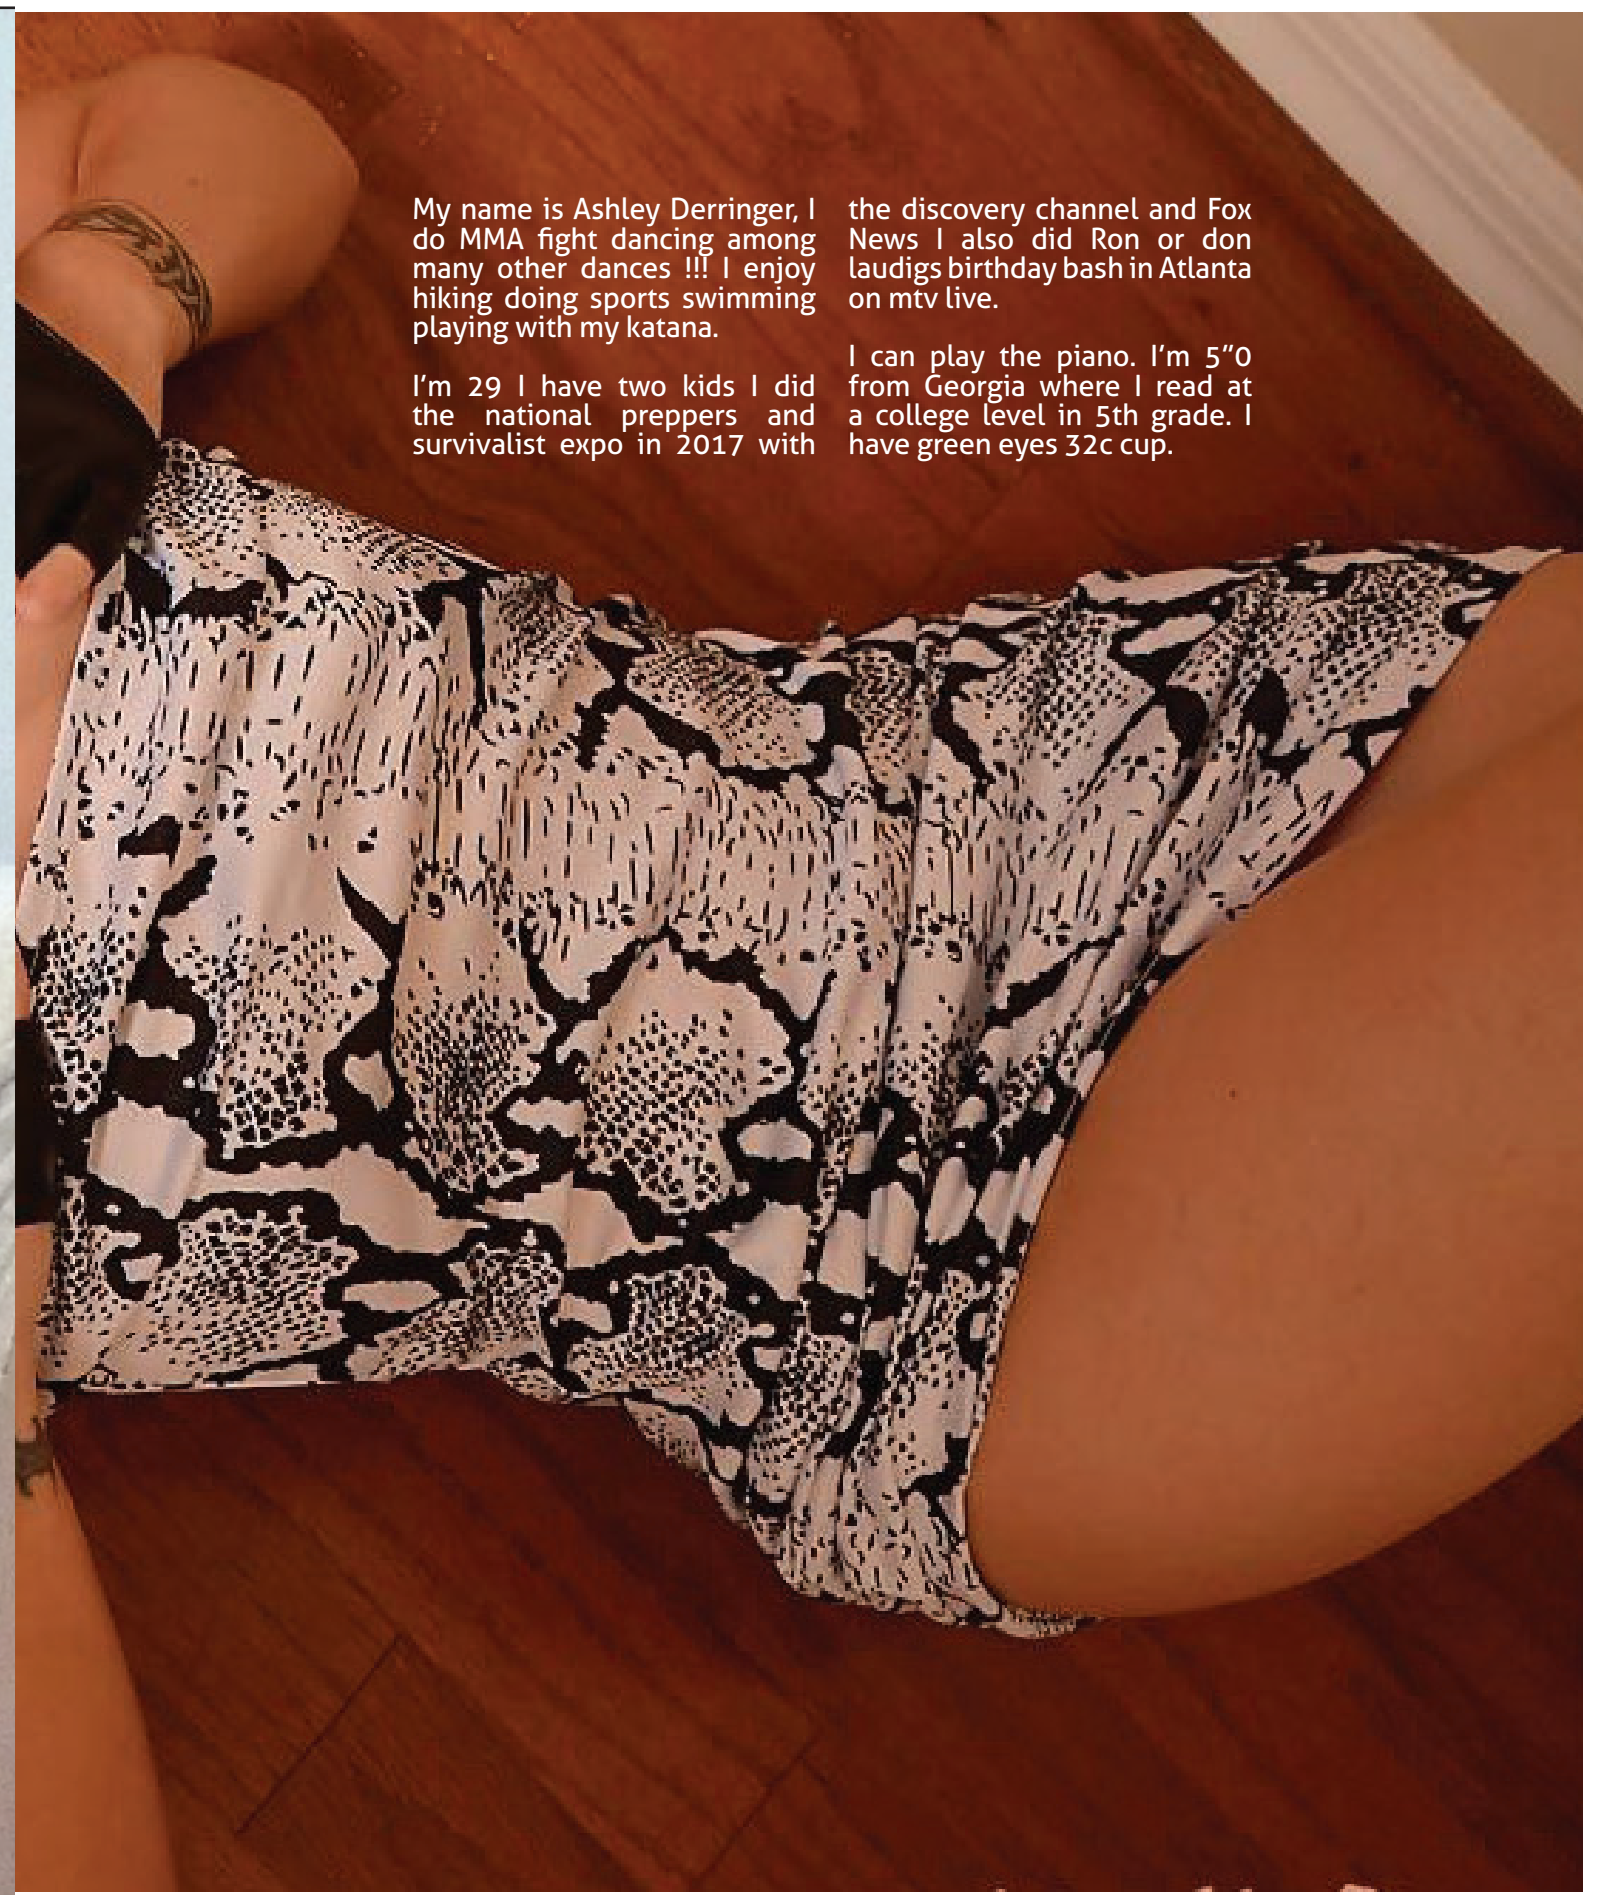 My name is Ashley Derringer, I
do MMA fight dancing among
many other dances !!! I enjoy
hiking doing sports swimming
playing with my katana.
I'm 29 I have two kids I did
the national preppers and
survivalist expo in 2017 with
the discovery channel and Fox
News I also did Ron or don
laudigs birthday bash in Atlanta
on mtv live.
I can play the piano. I'm 5"0
from Georgia where I read at
a college level in 5th grade. I
have green eyes 32c cup.